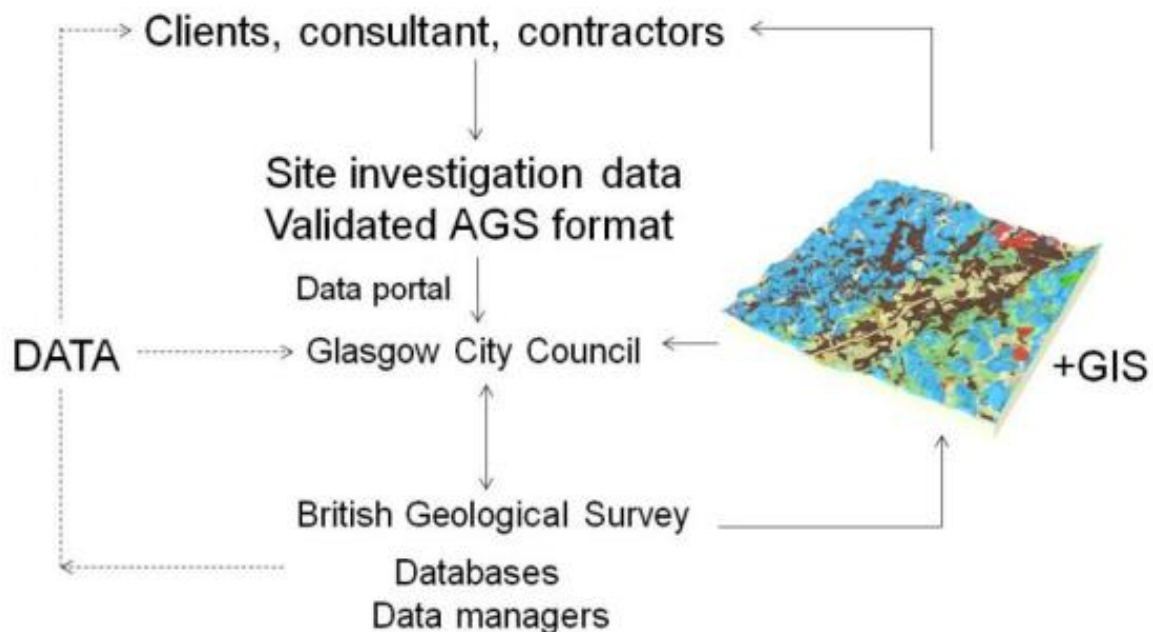 Clients, consultant, contractors
Site investigation data
Validated AGS format
Data portal
DATA
Glasgow City Council
+GIS
British Geological Survey
Databases
Data managers